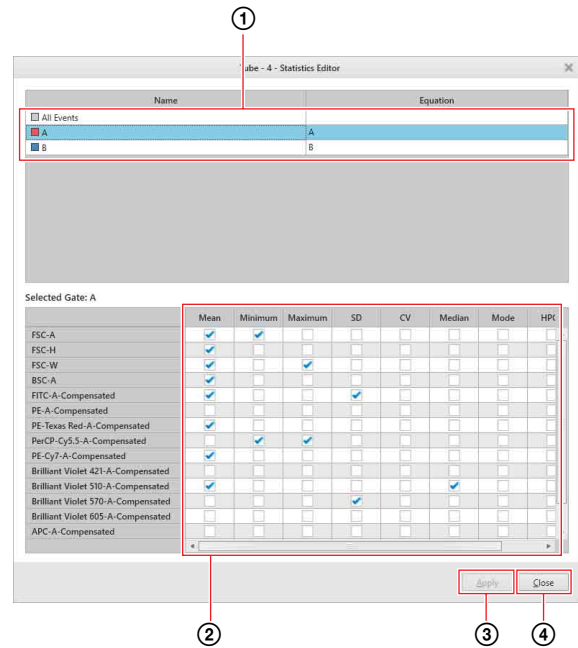 ①
Tube - 4 - Statistics Editor
Name Equation
All Events
A A
B B
Selected Gate: A
Mean Minimum Maximum SD CV Median Mode
FSC-A
FSC-H
FSC-W
BSC-A
FITC-A-Compensated
PE-A-Compensated
PE-Texas Red-A-Compensated
PerCP-Cy5.5-A-Compensated
PE-Cy7-A-Compensated
Brilliant Violet 421-A-Compensated
Brilliant Violet 510-A-Compensated
Brilliant Violet 570-A-Compensated
Brilliant Violet 605-A-Compensated
APC-A-Compensated
Apply Close
② ③ ④